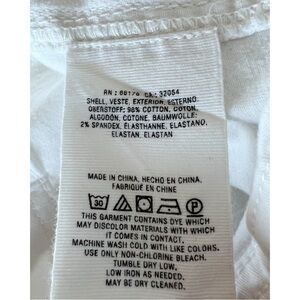 RN : 66170 CA : 32054
SHELL, VESTE, EXTERIOR, ESTERNO,
OBERSTOFF: 98% COTTON, COTON,
ALGODÓN, COTONE, BAUMWOLLE;
2% SPANDEX, ÉLASTHANNE, ELASTANO,
ELASTAN, ELASTAN
MADE IN CHINA, HECHO EN CHINA,
FABRIQUÉ EN CHINE
30 P
THIS GARMENT CONTAINS DYE WHICH
MAY DISCOLOR MATERIALS WITH WHICH
IT COMES IN CONTACT.
MACHINE WASH COLD WITH LIKE COLORS.
USE ONLY NON-CHLORINE BLEACH.
TUMBLE DRY LOW.
LOW IRON AS NEEDED.
MAY BE DRY CLEANED.